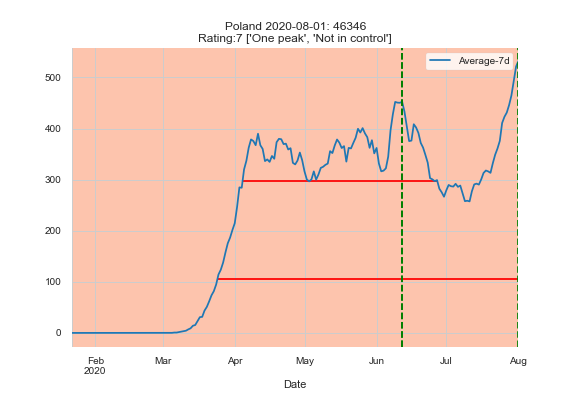 Poland 2020-08-01: 46346
Rating:7 ['One peak', 'Not in control']
Average-7d
500
400
300
200
100
0
Feb
2020
Mar
Apr
May
Jun
Jul
Aug
Date